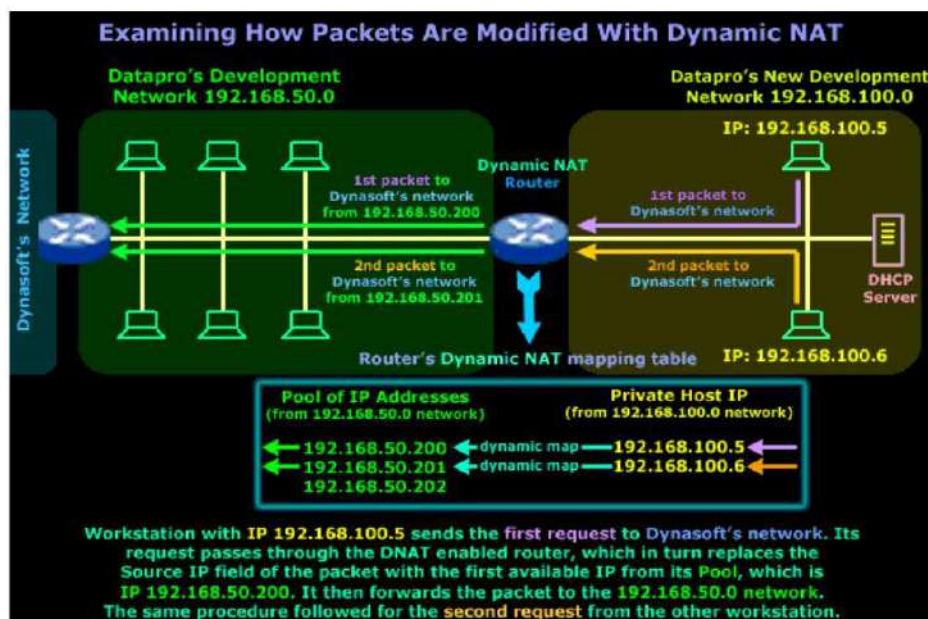 Examining How Packets Are Modified With Dynamic NAT
Datapro's Development
Network 192.168.50.0
Datapro's New Development
Network 192.168.100.0
IP: 192.168.100.5
Dynasoft's Network
1st packet to
Dynasoft's network
from 192.168.50.200
Dynamic NAT
Router
1st packet to
Dynasoft's network
2nd packet to
Dynasoft's network
from 192.168.50.201
2nd packet to
Dynasoft's network
DHCP
Server
Router's Dynamic NAT mapping table
IP: 192.168.100.6
Pool of IP Addresses
(from 192.168.50.0 network)
Private Host IP
(from 192.168.100.0 network)
192.168.50.200 dynamic map 192.168.100.5
192.168.50.201 dynamic map 192.168.100.6
192.168.50.202
Workstation with IP 192.168.100.5 sends the first request to Dynasoft's network. Its
request passes through the DNAT enabled router, which in turn replaces the
Source IP field of the packet with the first available IP from its Pool, which is
IP 192.168.50.200. It then forwards the packet to the 192.168.50.0 network.
The same procedure followed for the second request from the other workstation.